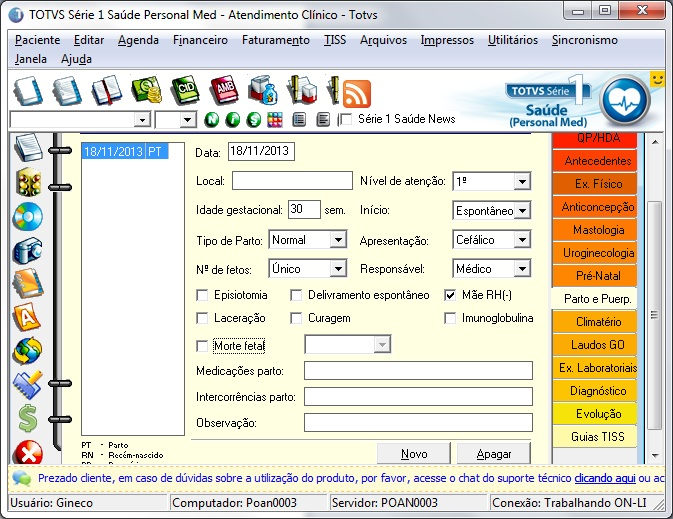 TOTVS Série 1 Saúde Personal Med - Atendimento Clínico - Totvs
Paciente Editar Agenda Financeiro Faturamento TISS Arquivos Impressos Utilitários Sincronismo
Janela Ajuda
CID AMB
TOTVS Série 1
Saúde
(Personal Med)
Série 1 Saúde News
18/11/2013 PT
Data: 18/11/2013
Local: Nível de atenção: 1º
Idade gestacional: 30 sem. Início: Espontâneo
Tipo de Parto: Normal Apresentação: Cefálico
Nº de fetos: Único Responsável: Médico
Episiotomia Delivramento espontâneo Mãe RH(-)
Laceração Curagem Imunoglobulina
Morte fetal
Medicações parto:
Intercorrências parto:
Observação:
PT - Parto
RN - Recém-nascido
Novo Apagar
QP/HDA
Antecedentes
Ex. Físico
Anticoncepção
Mastologia
Uroginecologia
Pré-Natal
Parto e Puerp.
Climatério
Laudos GO
Ex. Laboratoriais
Diagnóstico
Evolução
Guias TISS
Prezado cliente, em caso de dúvidas sobre a utilização do produto, por favor, acesse o chat do suporte técnico clicando aqui ou ac
Usuário: Gineco Computador: Poan0003 Servidor: POAN0003 Conexão: Trabalhando ON-LI